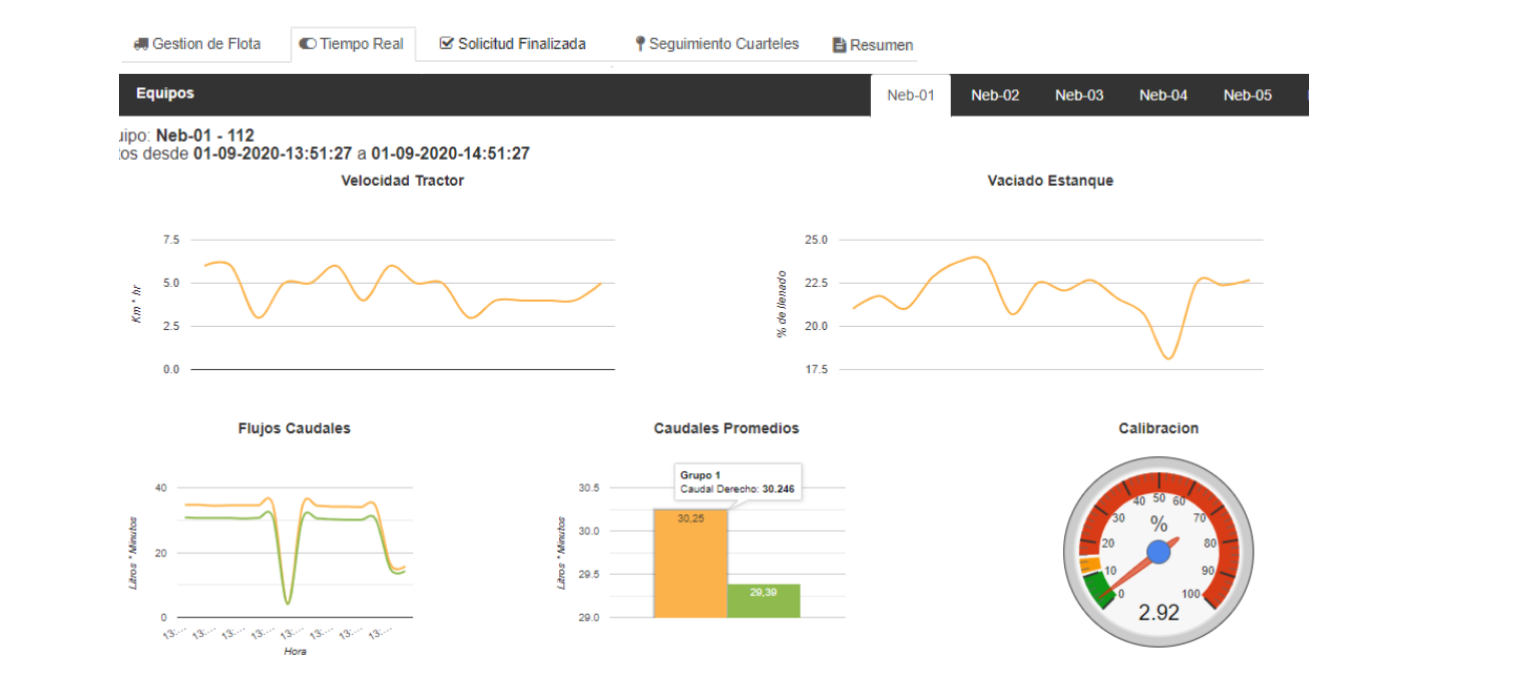 Gestion de Flota Tiempo Real Solicitud Finalizada Seguimiento Cuarteles Resumen
Equipos Neb-01 Neb-02 Neb-03 Neb-04 Neb-05
uipo: Neb-01 - 112
os desde 01-09-2020-13:51:27 a 01-09-2020-14:51:27
Velocidad Tractor
7.5
5.0
2.5
0.0
Km * hr
Vaciado Estanque
25.0
22.5
20.0
17.5
% de llenado
Flujos Caudales
40
20
0
Litros * Minutos
13:... 13:... 13:... 13:... 13:... 13:... 13:... 13:...
Hora
Caudales Promedios
Grupo 1
Caudal Derecho: 30.246
30.5
30.0
29.5
29.0
Litros * Minutos
30,25
29,39
Calibracion
0 10 20 30 40 50 60 70 80 90 100
%
2.92